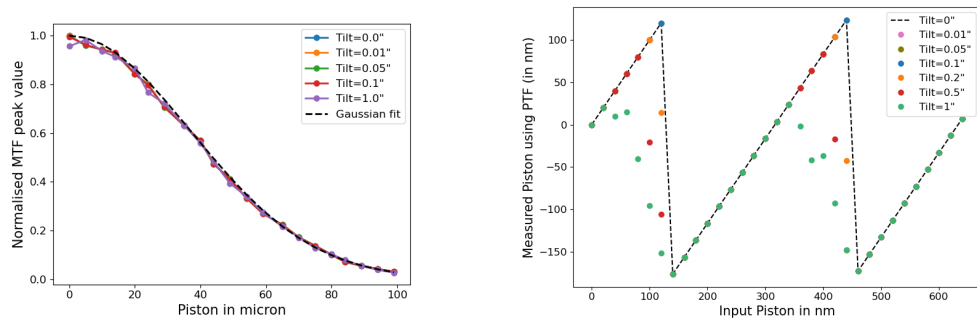 1.0
0.8
0.6
0.4
0.2
0.0
Normalised MTF peak value
0
20
40
60
80
100
Piston in micron
Tilt=0.0"
Tilt=0.01"
Tilt=0.05"
Tilt=0.1"
Tilt=1.0"
Gaussian fit
100
50
0
−50
−100
−150
Measured Piston using PTF (in nm)
0
100
200
300
400
500
600
Input Piston in nm
Tilt=0"
Tilt=0.01"
Tilt=0.05"
Tilt=0.1"
Tilt=0.2"
Tilt=0.5"
Tilt=1"